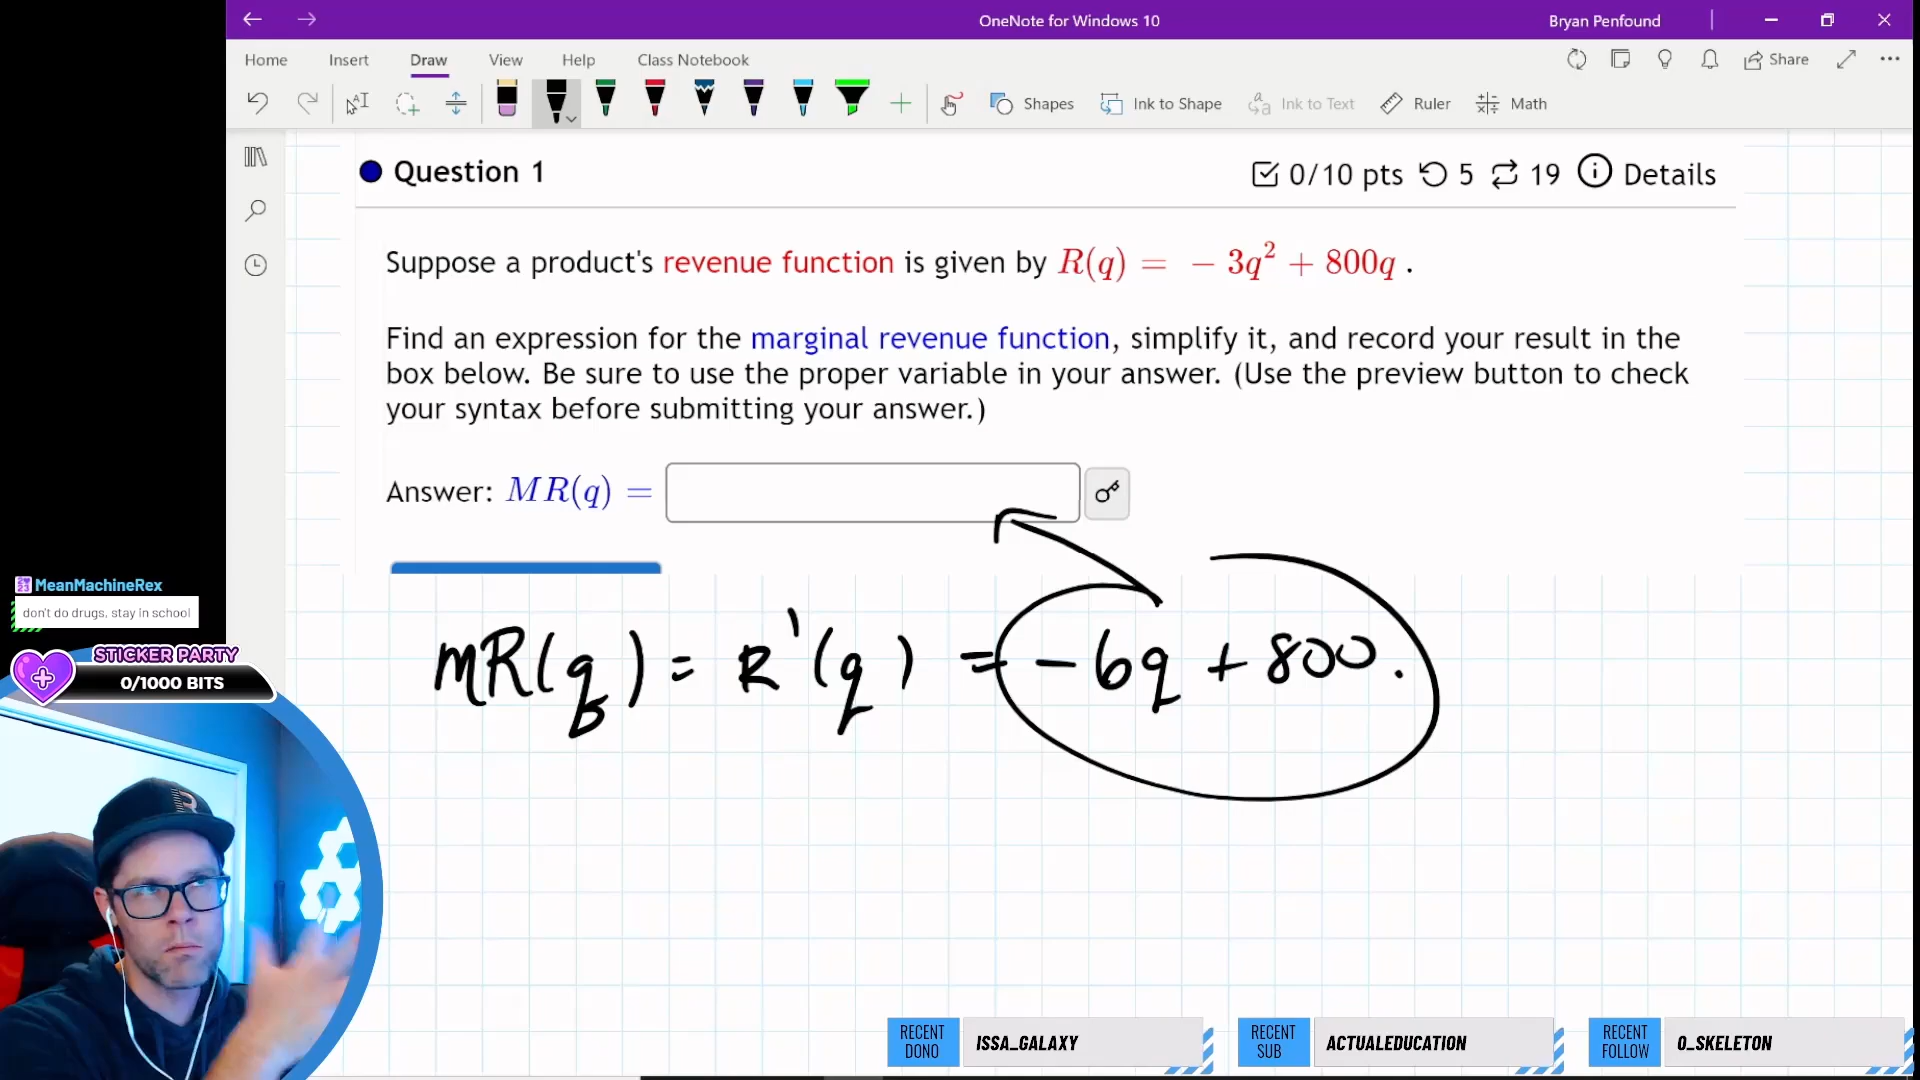 OneNote for Windows 10
Bryan Penfound
Home Insert Draw View Help Class Notebook
Share
Shapes Ink to Shape Ink to Text Ruler Math
Question 1
0/10 pts 5 19 Details
Suppose a product's revenue function is given by R(q) = − 3q² + 800q .
Find an expression for the marginal revenue function, simplify it, and record your result in the
box below. Be sure to use the proper variable in your answer. (Use the preview button to check
your syntax before submitting your answer.)
Answer: MR(q) =
MR(q) = R'(q) = -6q + 800.
MeanMachineRex
don't do drugs, stay in school
STICKER PARTY
0/1000 BITS
RECENT
DONO
ISSA_GALAXY
RECENT
SUB
ACTUALEDUCATION
RECENT
FOLLOW
O_SKELETON